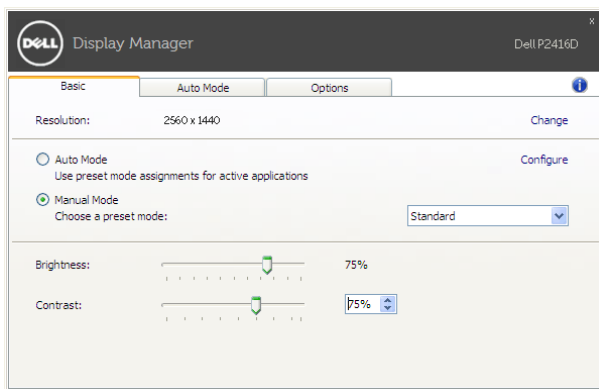 x
DELL Display Manager Dell P2416D
Basic Auto Mode Options i
Resolution: 2560 x 1440 Change
Auto Mode Configure
Use preset mode assignments for active applications
Manual Mode
Choose a preset mode: Standard
Brightness: 75%
Contrast: 75%